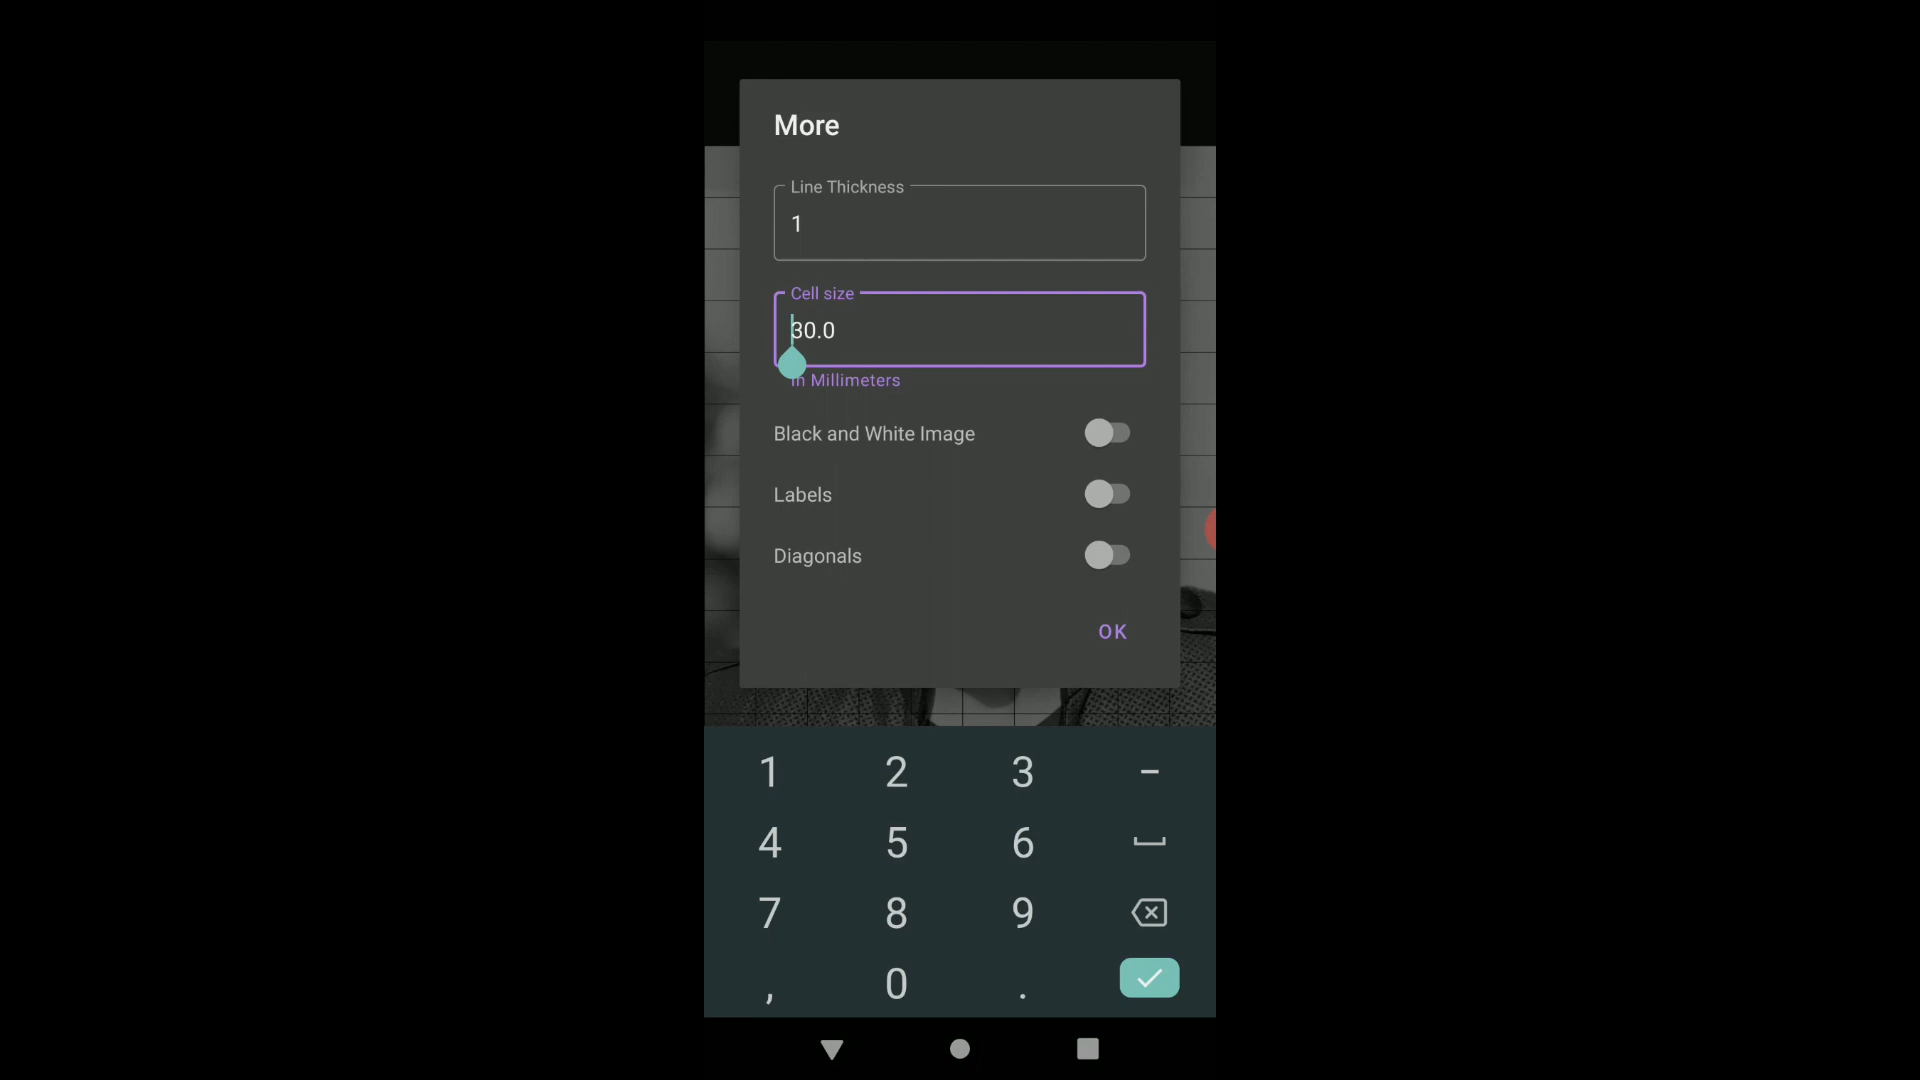 More
Line Thickness
1
Cell size
30.0
In Millimeters
Black and White Image
Labels
Diagonals
OK
1 2 3 -
4 5 6
7 8 9
, 0 .